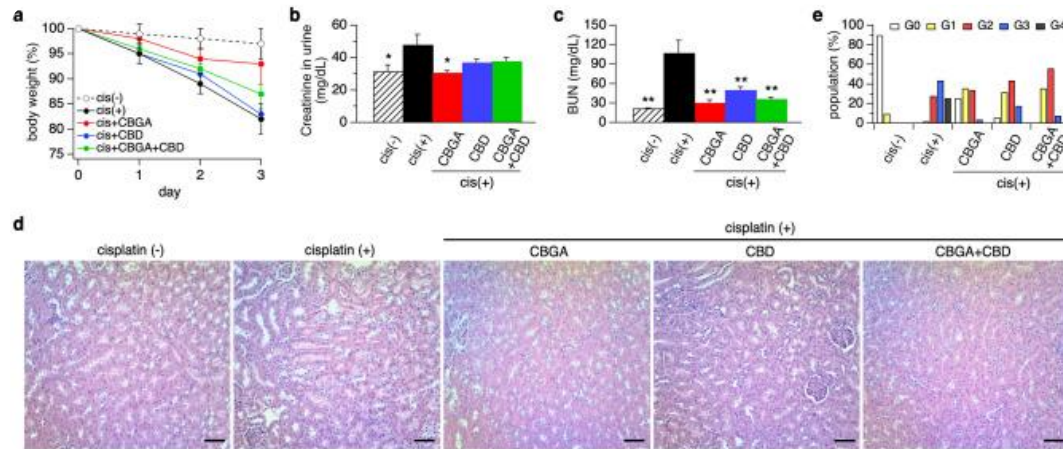 a
body weight (%)
100
95
90
85
80
75
cis(-)
cis(+)
cis+CBGA
cis+CBD
cis+CBGA+CBD
0 1 2 3
day
b
Creatinine in urine
(mg/dL)
60
40
20
0
* *
cis(-) cis(+) CBGA CBD CBGA
+CBD
cis(+)
c
BUN (mg/dL)
150
120
90
60
30
0
** ** ** **
cis(-) cis(+) CBGA CBD CBGA
+CBD
cis(+)
e
G0 G1 G2 G3 G4
population (%)
80
60
40
20
0
cis(-) cis(+) CBGA CBD CBGA
+CBD
cis(+)
d
cisplatin (+)
cisplatin (-) cisplatin (+) CBGA CBD CBGA+CBD